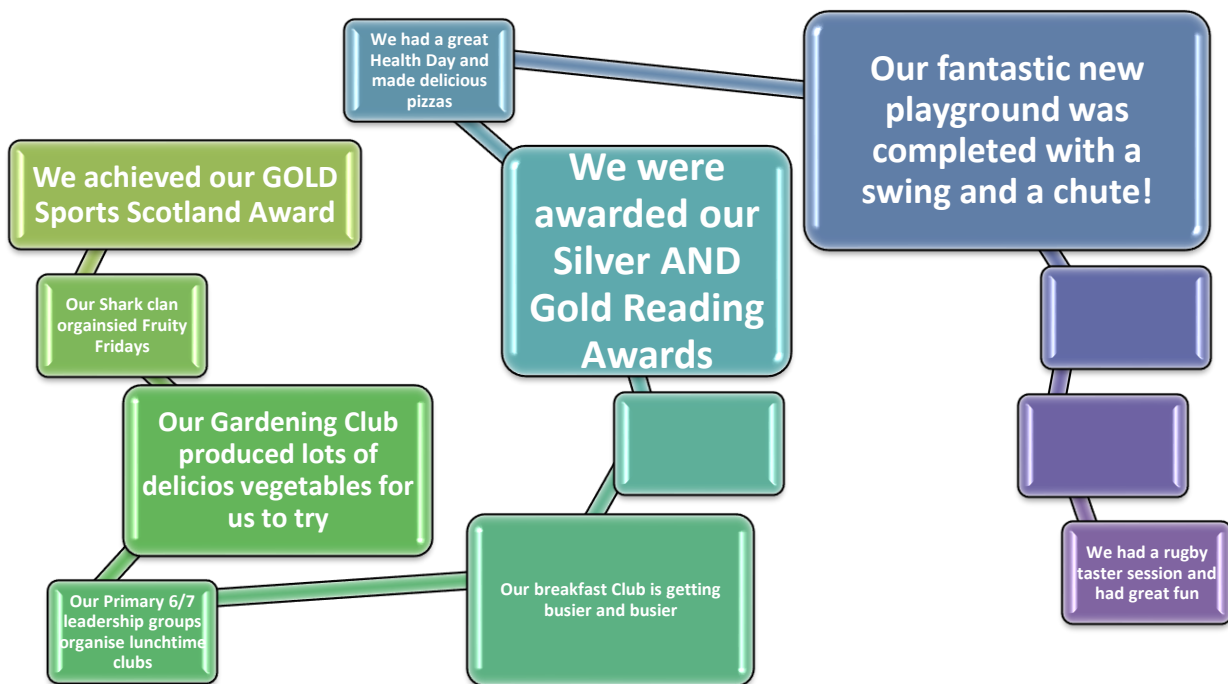 We achieved our GOLD
Sports Scotland Award
Our Shark clan
orgainsied Fruity
Fridays
Our Gardening Club
produced lots of
delicios vegetables for
us to try
Our Primary 6/7
leadership groups
organise lunchtime
clubs
Our breakfast Club is getting
busier and busier
We were
awarded our
Silver AND
Gold Reading
Awards
We had a great
Health Day and
made delicious
pizzas
Our fantastic new
playground was
completed with a
swing and a chute!
We had a rugby
taster session and
had great fun